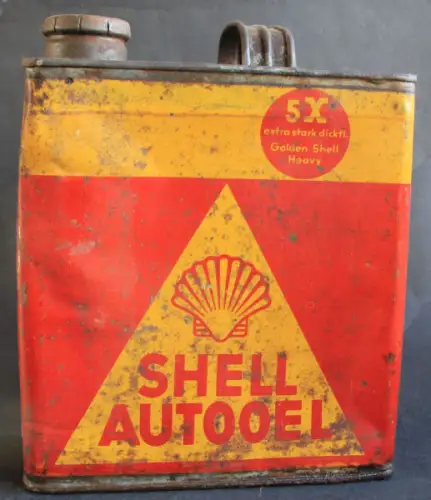 5X
extra stark dickfl.
Golden Shell
Heavy
SHELL
AUTOOEL